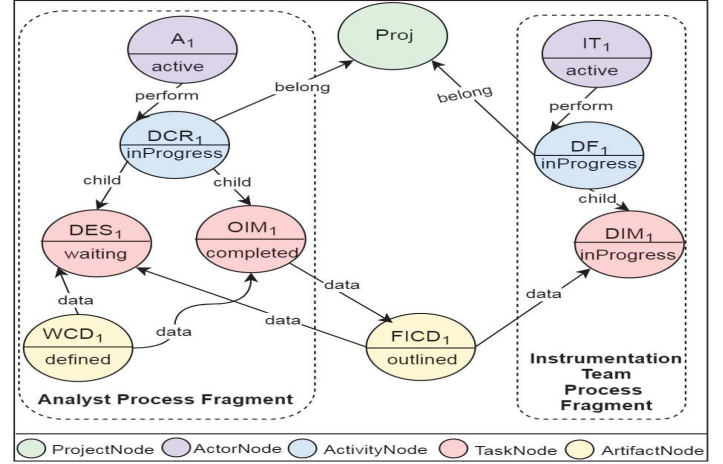 A₁
active
perform
DCR₁
inProgress
belong
Proj
IT₁
active
perform
belong
DF₁
inProgress
child
child
child
DES₁
waiting
OIM₁
completed
DIM₁
inProgress
data
data
data
data
data
WCD₁
defined
FICD₁
outlined
Analyst Process Fragment
Instrumentation
Team
Process
Fragment
ProjectNode
ActorNode
ActivityNode
TaskNode
ArtifactNode